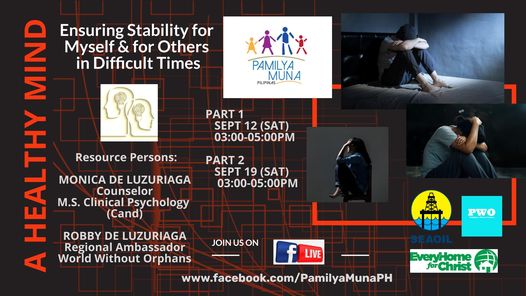 A HEALTHY MIND
Ensuring Stability for
Myself & for Others
in Difficult Times
PAMILYA
MUNA
PILIPINAS
Resource Persons:
MONICA DE LUZURIAGA
Counselor
M.S. Clinical Psychology
(Cand)
ROBBY DE LUZURIAGA
Regional Ambassador
World Without Orphans
PART 1
SEPT 12 (SAT)
03:00-05:00PM
PART 2
SEPT 19 (SAT)
03:00-05:00PM
JOIN US ON
f LIVE
www.facebook.com/PamilyaMunaPH
SEAOIL
PWO
EveryHome
for Christ